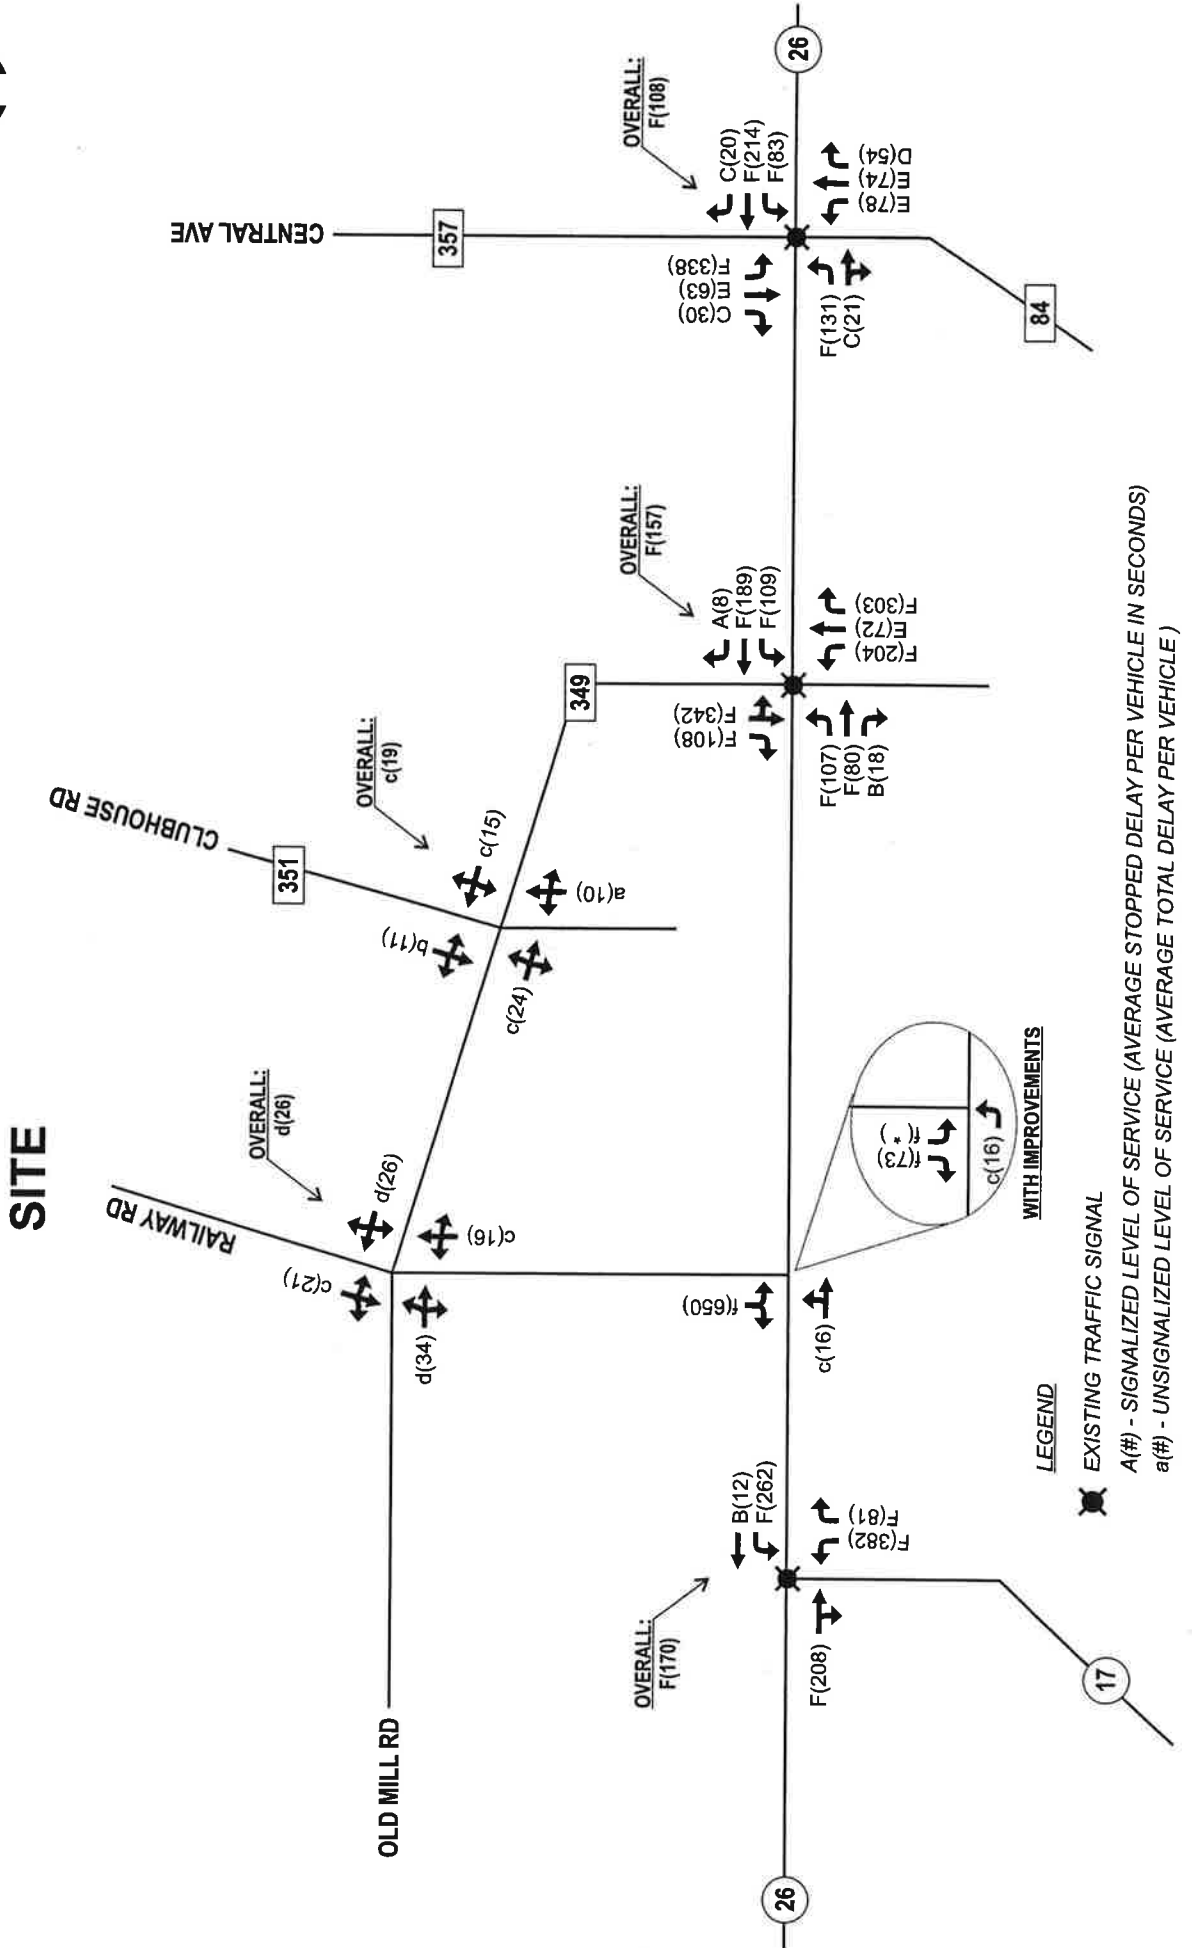 SITE
CENTRAL AVE
357
OVERALL:
F(108)
C(20)
F(214)
F(83)
26
C(30)
E(63)
F(338)
F(131)
C(21)
E(78)
E(74)
D(54)
84
CLUBHOUSE RD
351
OVERALL:
c(19)
b(11)
c(15)
c(24)
a(10)
349
OVERALL:
F(157)
A(8)
F(189)
F(109)
F(108)
F(342)
F(107)
F(80)
B(18)
F(204)
E(72)
F(303)
RAILWAY RD
OVERALL:
d(26)
c(21)
d(26)
d(34)
c(16)
OLD MILL RD
f(650)
c(16)
f(73)
f( * )
c(16)
WITH IMPROVEMENTS
OVERALL:
F(170)
B(12)
F(262)
F(208)
F(382)
F(81)
17
26
LEGEND
EXISTING TRAFFIC SIGNAL
A(#) - SIGNALIZED LEVEL OF SERVICE (AVERAGE STOPPED DELAY PER VEHICLE IN SECONDS)
a(#) - UNSIGNALIZED LEVEL OF SERVICE (AVERAGE TOTAL DELAY PER VEHICLE )